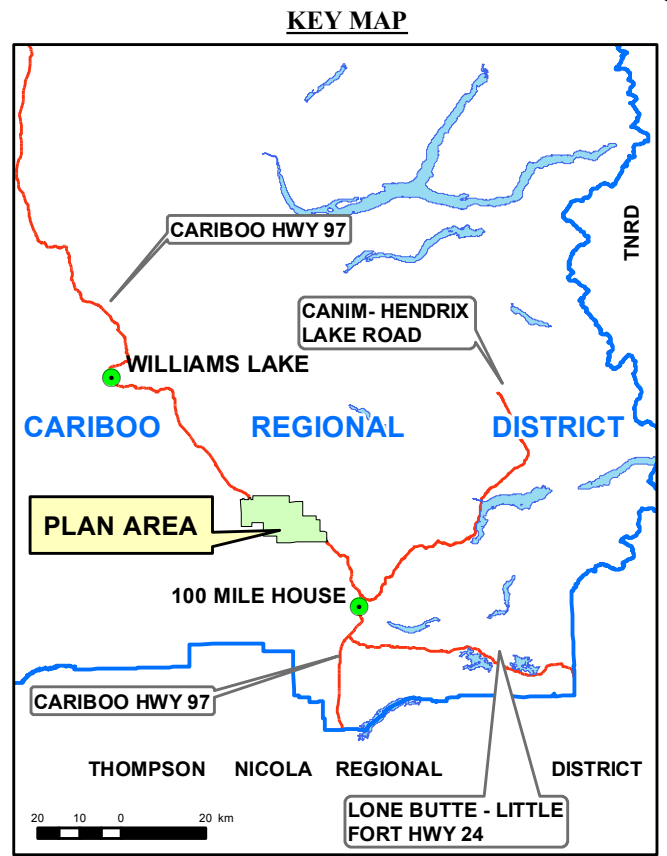 KEY MAP
CARIBOO HWY 97
TNRD
CANIM- HENDRIX
LAKE ROAD
WILLIAMS LAKE
CARIBOO REGIONAL DISTRICT
PLAN AREA
100 MILE HOUSE
CARIBOO HWY 97
THOMPSON NICOLA REGIONAL DISTRICT
LONE BUTTE - LITTLE
FORT HWY 24
20 10 0 20 km